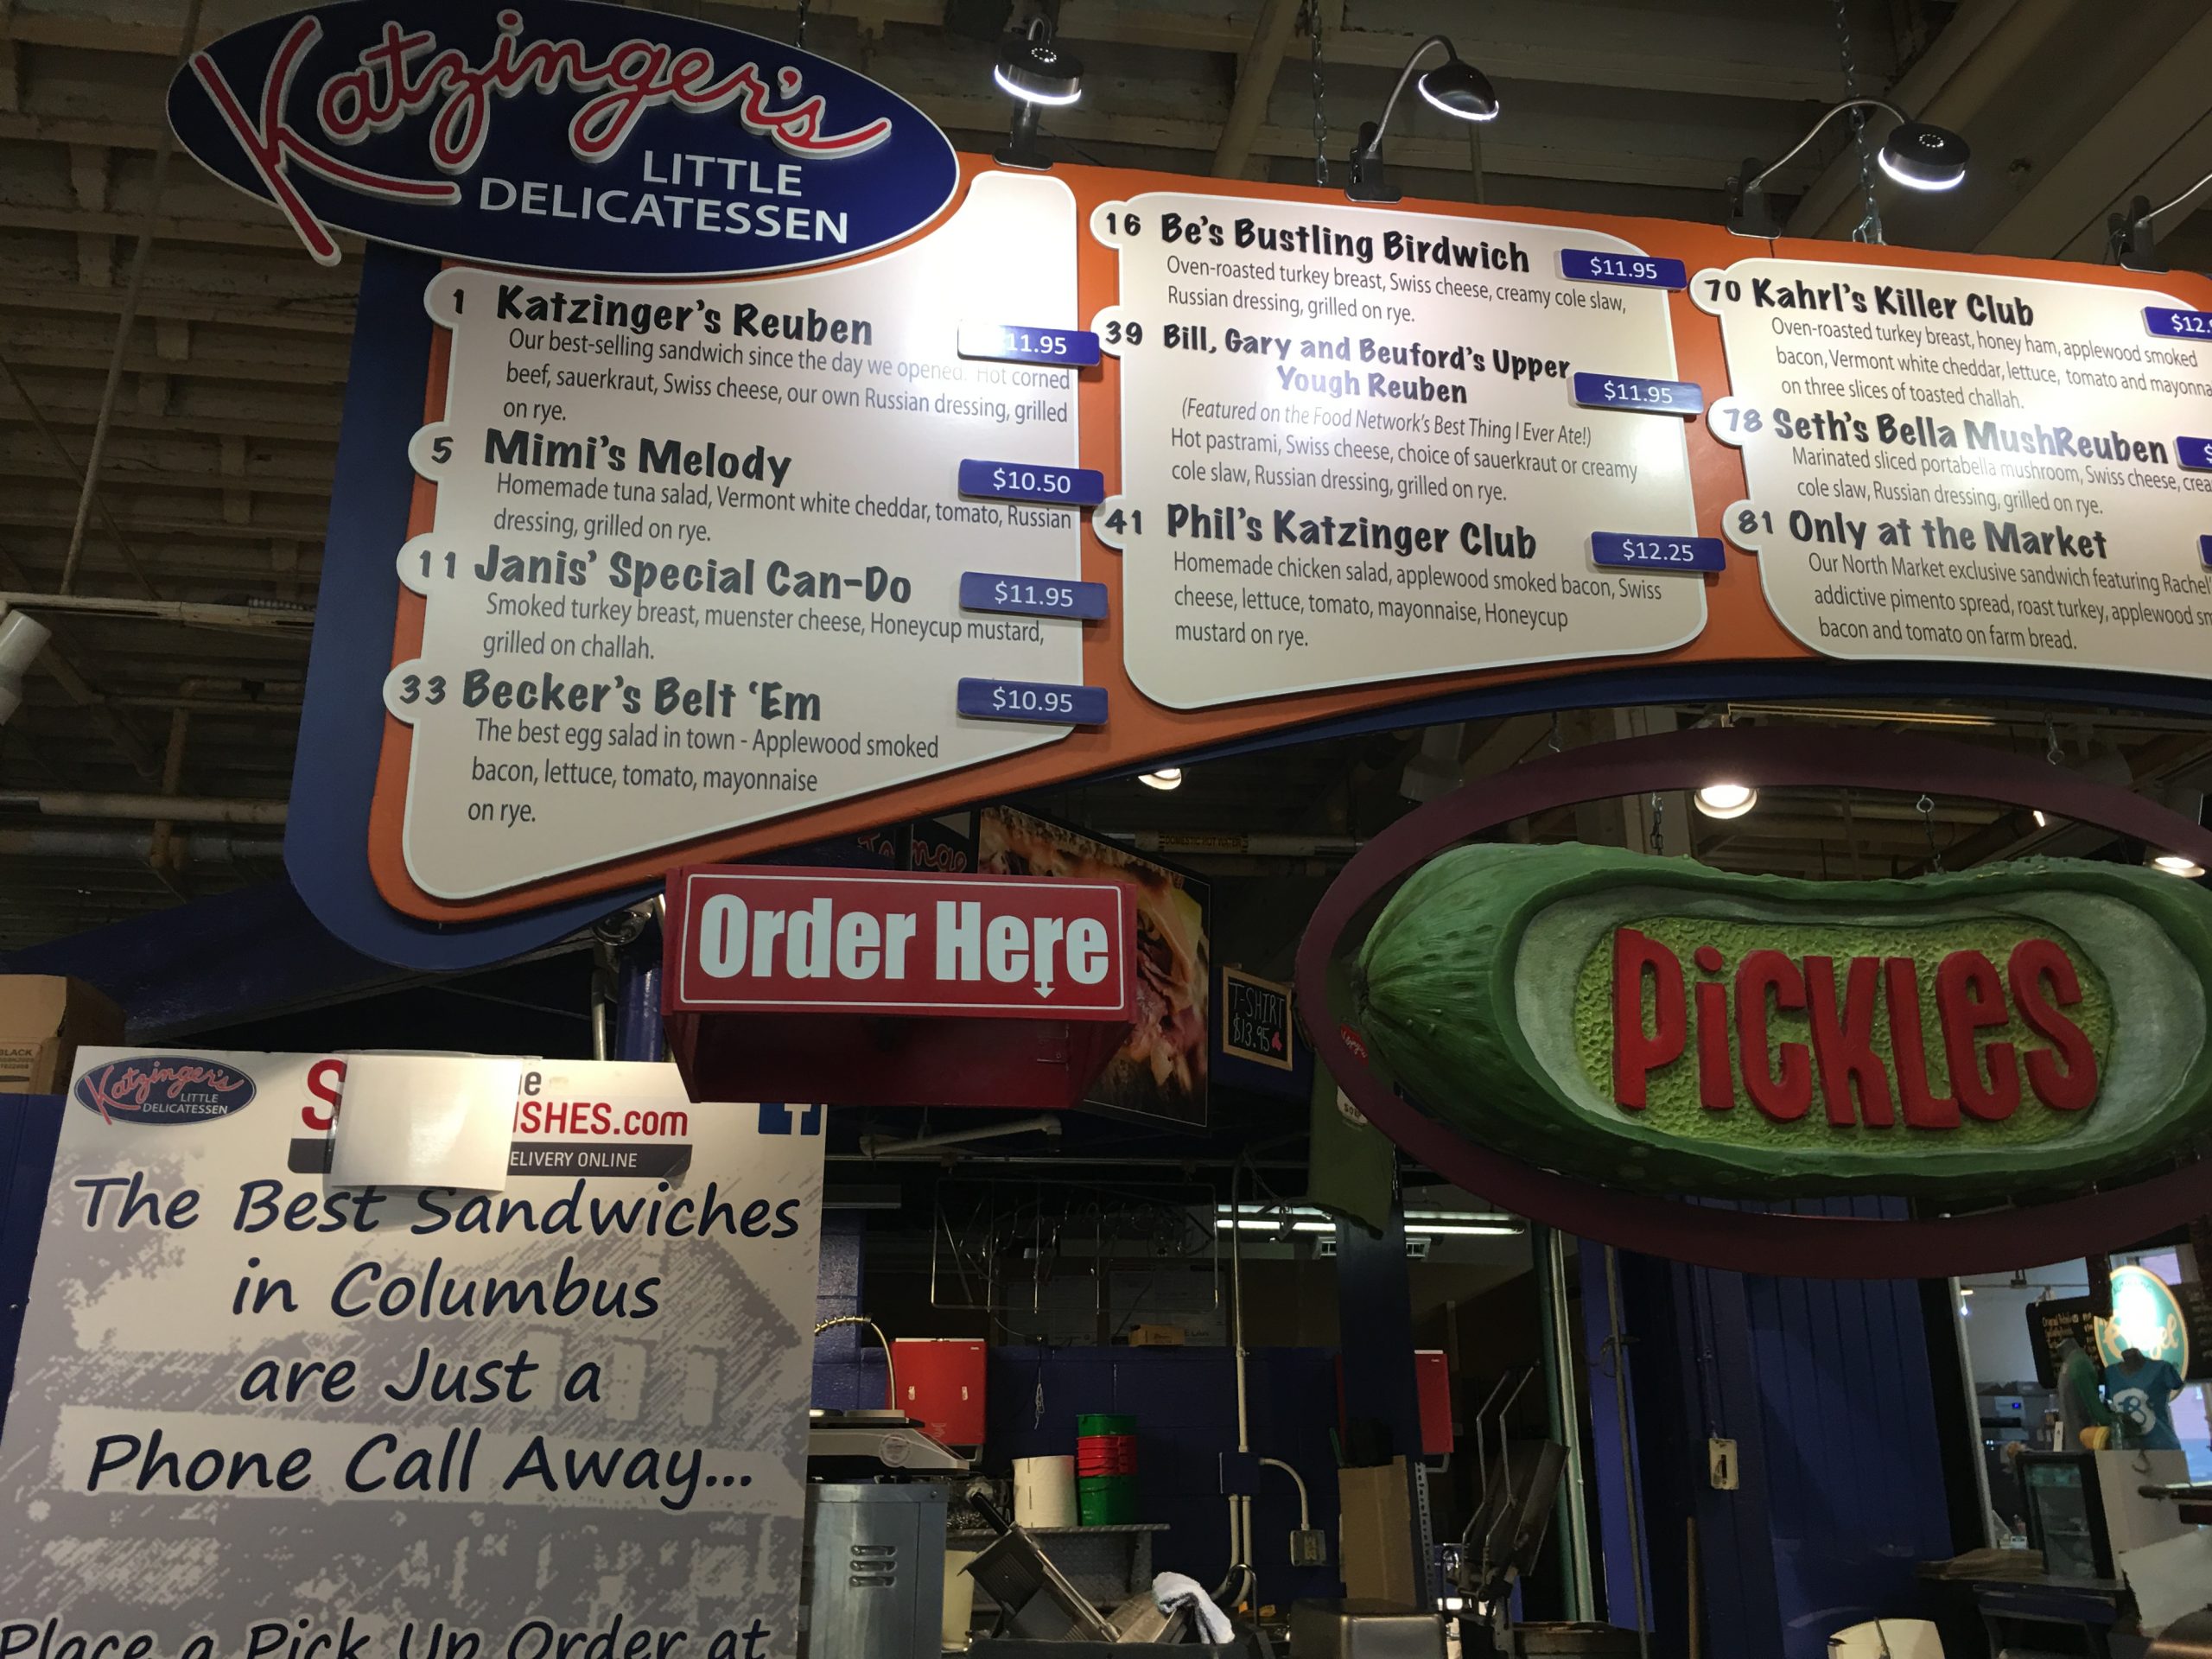 Katzinger's
LITTLE
DELICATESSEN
1 Katzinger's Reuben
11.95
Our best-selling sandwich since the day we opened. Hot corned
beef, sauerkraut, Swiss cheese, our own Russian dressing, grilled
on rye.
5 Mimi's Melody
$10.50
Homemade tuna salad, Vermont white cheddar, tomato, Russian
dressing, grilled on rye.
11 Janis' Special Can-Do
$11.95
Smoked turkey breast, muenster cheese, Honeycup mustard,
grilled on challah.
33 Becker's Belt 'Em
$10.95
The best egg salad in town - Applewood smoked
bacon, lettuce, tomato, mayonnaise
on rye.
16 Be's Bustling Birdwich
$11.95
Oven-roasted turkey breast, Swiss cheese, creamy cole slaw,
Russian dressing, grilled on rye.
39 Bill, Gary and Beuford's Upper
Yough Reuben
$11.95
(Featured on the Food Network's Best Thing I Ever Ate!)
Hot pastrami, Swiss cheese, choice of sauerkraut or creamy
cole slaw, Russian dressing, grilled on rye.
41 Phil's Katzinger Club
$12.25
Homemade chicken salad, applewood smoked bacon, Swiss
cheese, lettuce, tomato, mayonnaise, Honeycup
mustard on rye.
70 Kahrl's Killer Club
$12.
Oven-roasted turkey breast, honey ham, applewood smoked
bacon, Vermont white cheddar, lettuce, tomato and mayonna
on three slices of toasted challah.
78 Seth's Bella MushReuben
$
Marinated sliced portabella mushroom, Swiss cheese, crea
cole slaw, Russian dressing, grilled on rye.
81 Only at the Market
Our North Market exclusive sandwich featuring Rachel'
addictive pimento spread, roast turkey, applewood sm
bacon and tomato on farm bread.
Order Here
T-SHIRT
$13.95
PiCKLeS
Katzinger's
LITTLE
DELICATESSEN
S e
ISHES.com
ELIVERY ONLINE
f
The Best Sandwiches
in Columbus
are Just a
Phone Call Away...
Place a Pick Up Order at